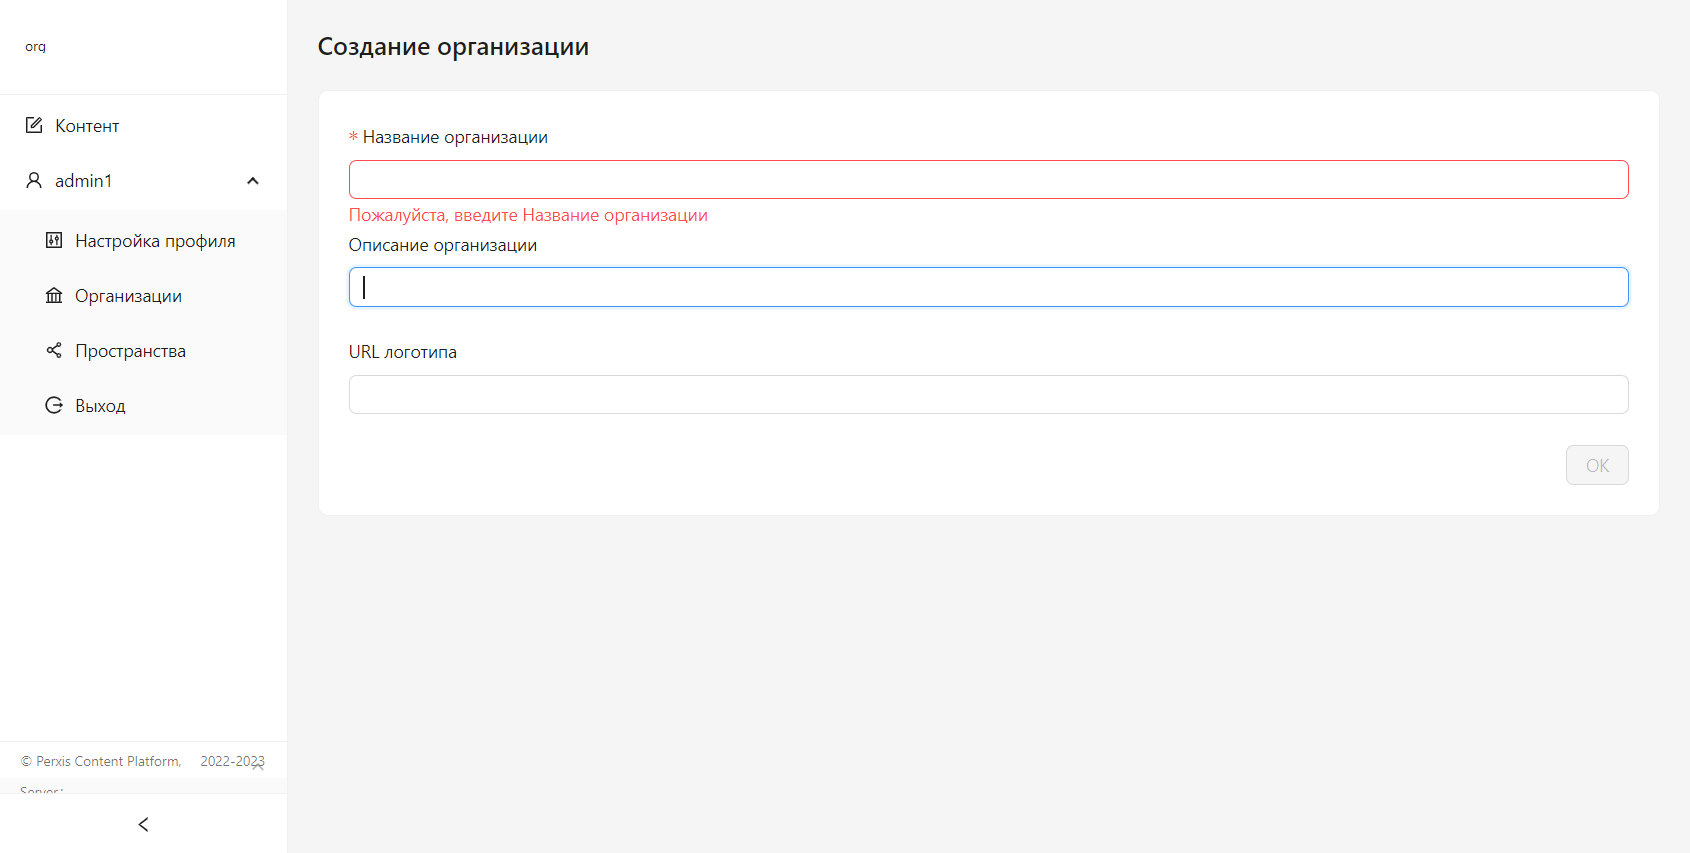 org
Контент
admin1
Настройка профиля
Организации
Пространства
Выход
© Perxis Content Platform, 2022-2023
Server:
Создание организации
* Название организации
Пожалуйста, введите Название организации
Описание организации
URL логотипа
OK